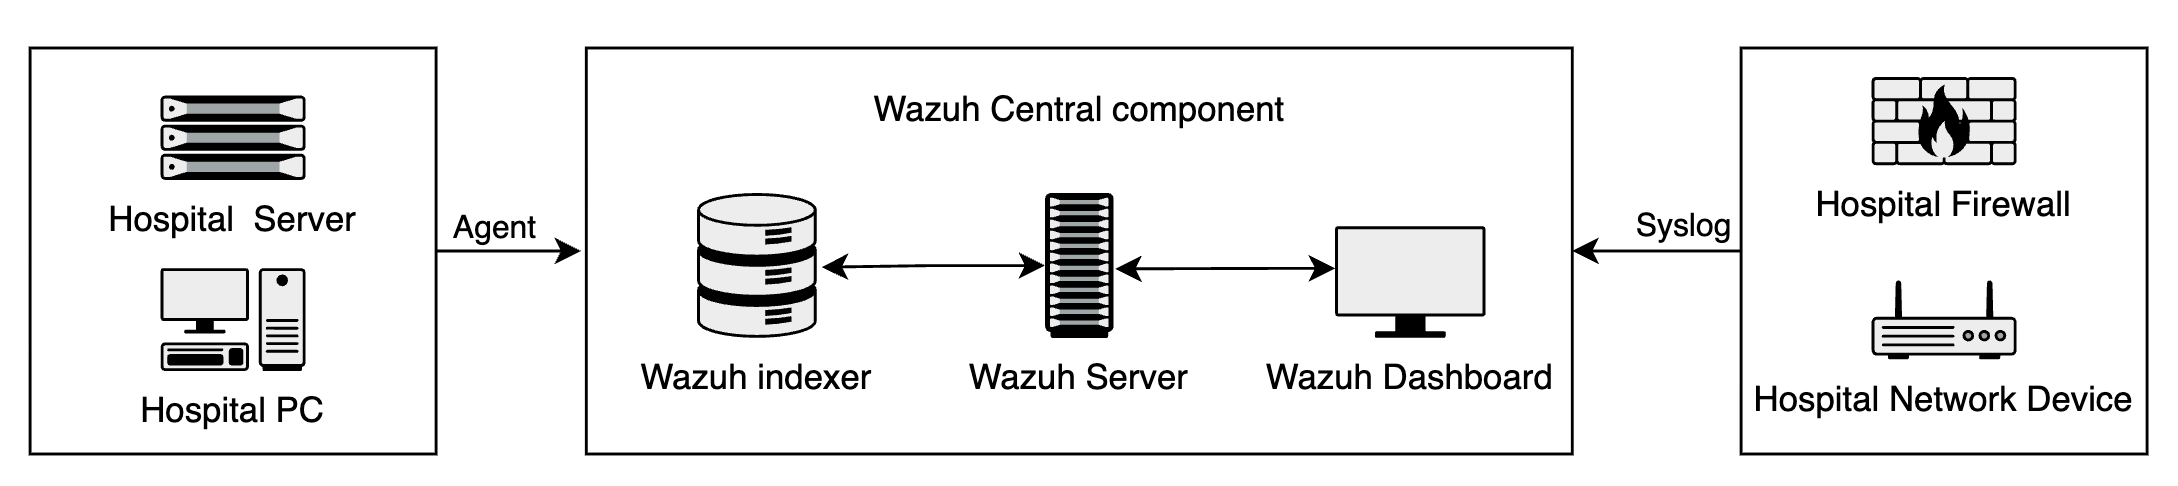 Hospital Server
Hospital PC
Agent
Wazuh Central component
Wazuh indexer
Wazuh Server
Wazuh Dashboard
Syslog
Hospital Firewall
Hospital Network Device